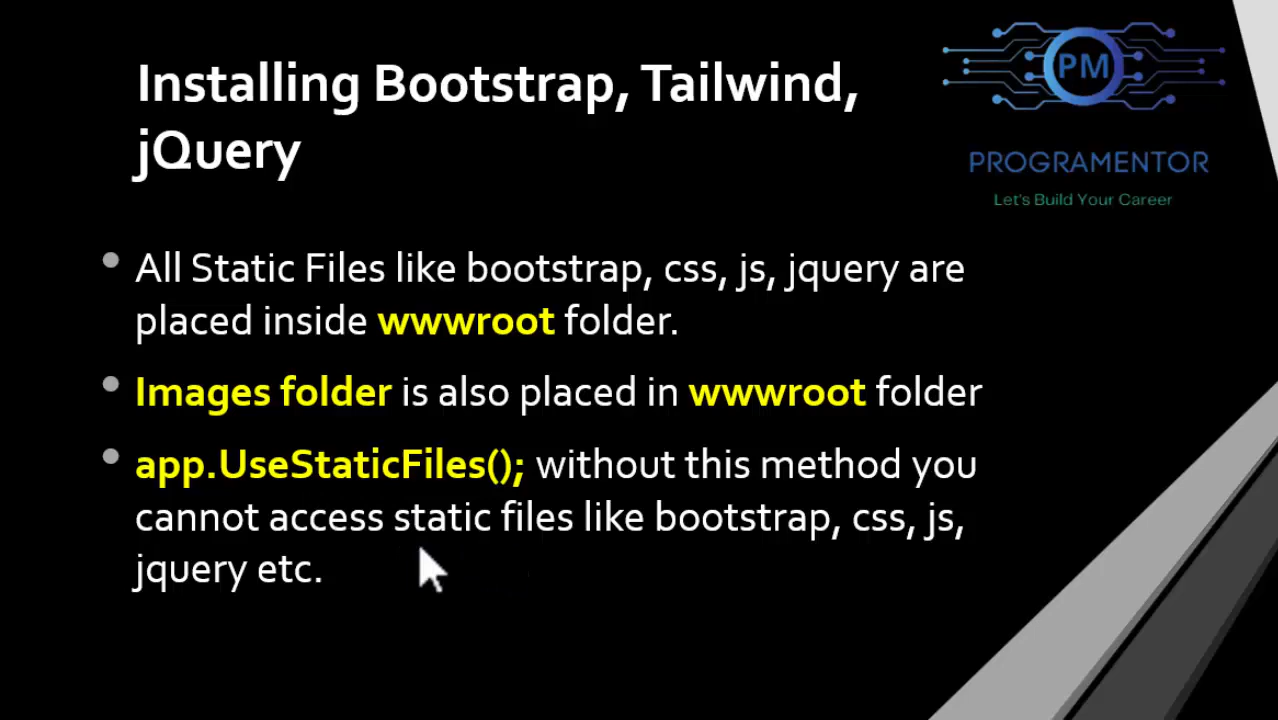 Installing Bootstrap, Tailwind,
jQuery
PM
PROGRAMENTOR
Let's Build Your Career
• All Static Files like bootstrap, css, js, jquery are
placed inside wwwroot folder.
• Images folder is also placed in wwwroot folder
• app.UseStaticFiles(); without this method you
cannot access static files like bootstrap, css, js,
jquery etc.